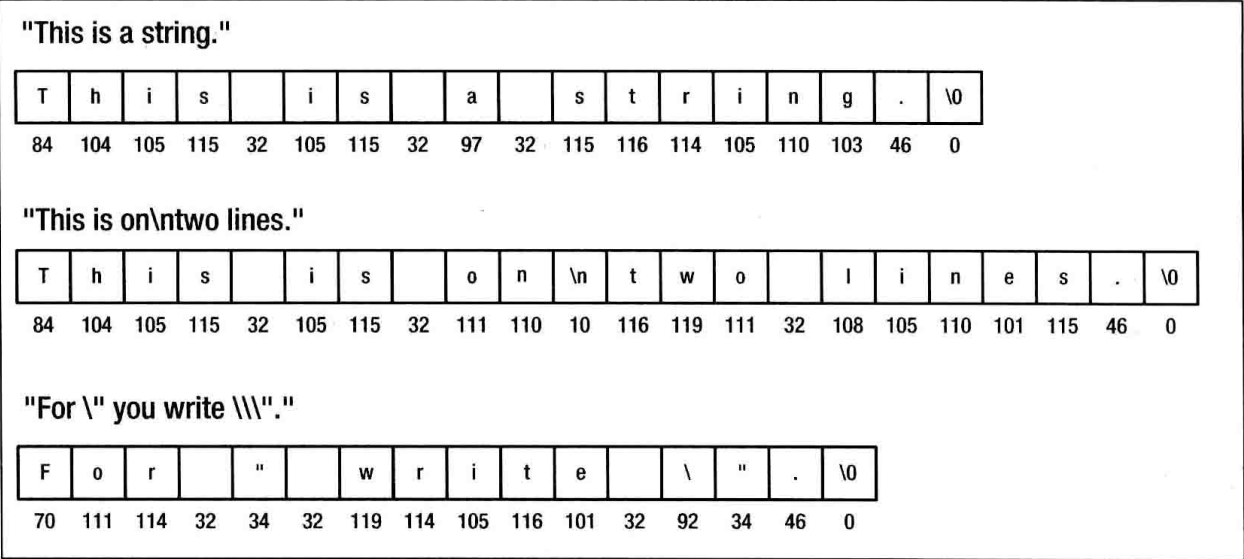 "This is a string."
T h i s i s a s t r i n g . \0
84 104 105 115 32 105 115 32 97 32 115 116 114 105 110 103 46 0
"This is on\ntwo lines."
T h i s i s o n \n t w o l i n e s . \0
84 104 105 115 32 105 115 32 111 110 10 116 119 111 32 108 105 110 101 115 46 0
"For \" you write \\\"."
F o r " w r i t e \ " . \0
70 111 114 32 34 32 119 114 105 116 101 32 92 34 46 0